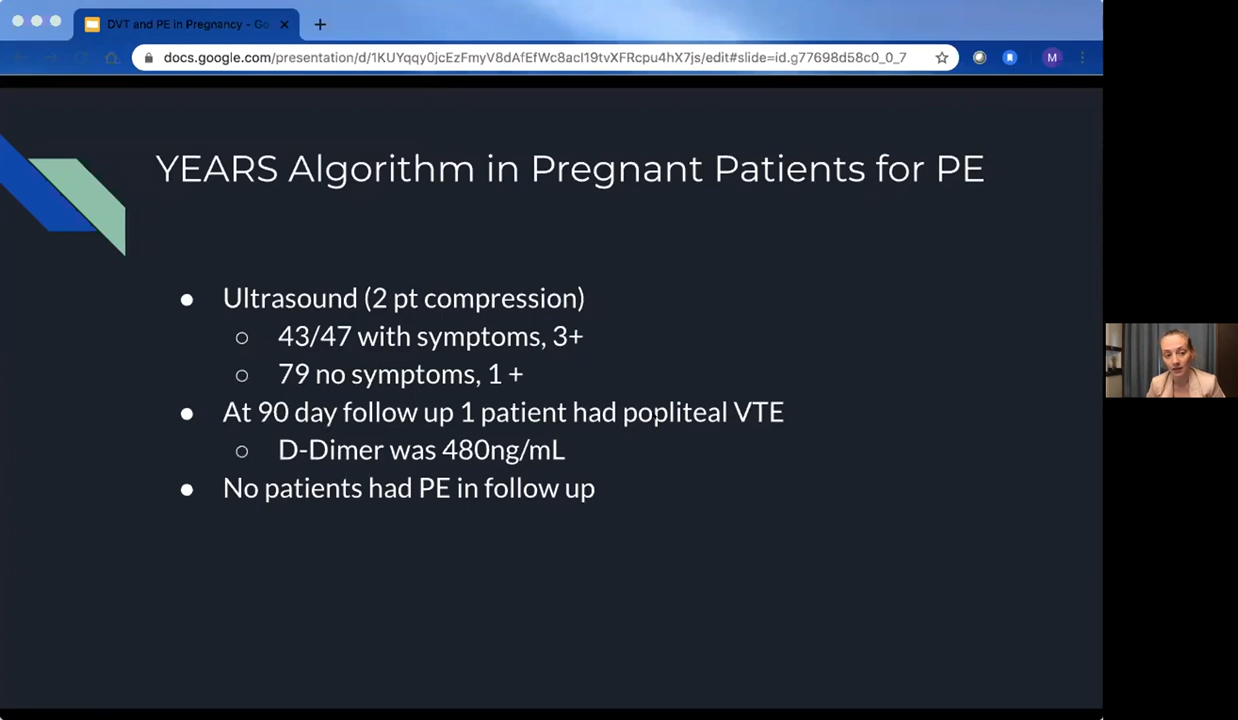 DVT and PE in Pregnancy - Go
docs.google.com/presentation/d/1KUYqqy0jcEzFmyV8dAfEfWc8acI19tvXFRcpu4hX7js/edit#slide=id.g77698d58c0_0_7
M
YEARS Algorithm in Pregnant Patients for PE
● Ultrasound (2 pt compression)
○ 43/47 with symptoms, 3+
○ 79 no symptoms, 1 +
● At 90 day follow up 1 patient had popliteal VTE
○ D-Dimer was 480ng/mL
● No patients had PE in follow up